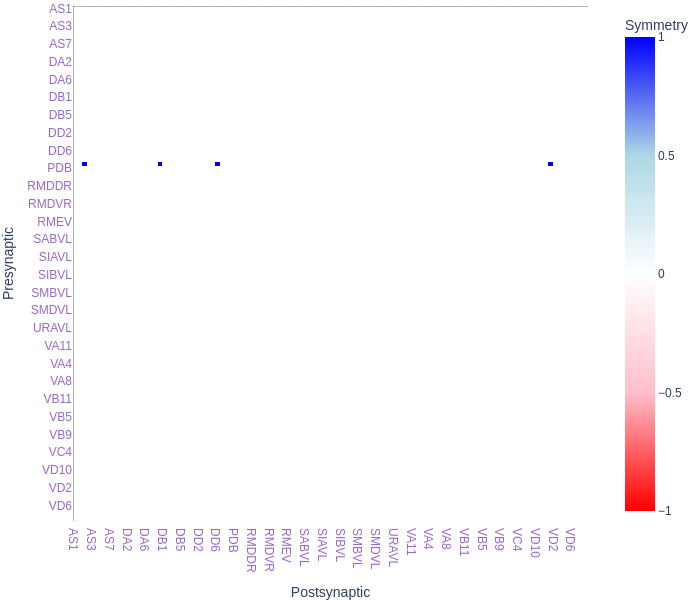 Symmetry
1
0.5
0
−0.5
−1
Presynaptic
AS1
AS3
AS7
DA2
DA6
DB1
DB5
DD2
DD6
PDB
RMDDR
RMDVR
RMEV
SABVL
SIAVL
SIBVL
SMBVL
SMDVL
URAVL
VA11
VA4
VA8
VB11
VB5
VB9
VC4
VD10
VD2
VD6
AS1
AS3
AS7
DA2
DA6
DB1
DB5
DD2
DD6
PDB
RMDDR
RMDVR
RMEV
SABVL
SIAVL
SIBVL
SMBVL
SMDVL
URAVL
VA11
VA4
VA8
VB11
VB5
VB9
VC4
VD10
VD2
VD6
Postsynaptic